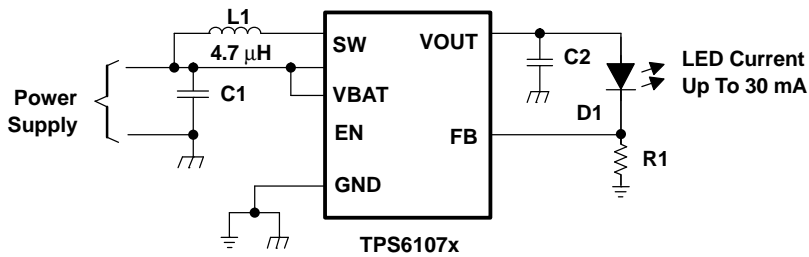 L1
4.7 µH
SW
VOUT
C2
LED Current
Up To 30 mA
Power
Supply
C1
VBAT
D1
EN
FB
R1
GND
TPS6107x